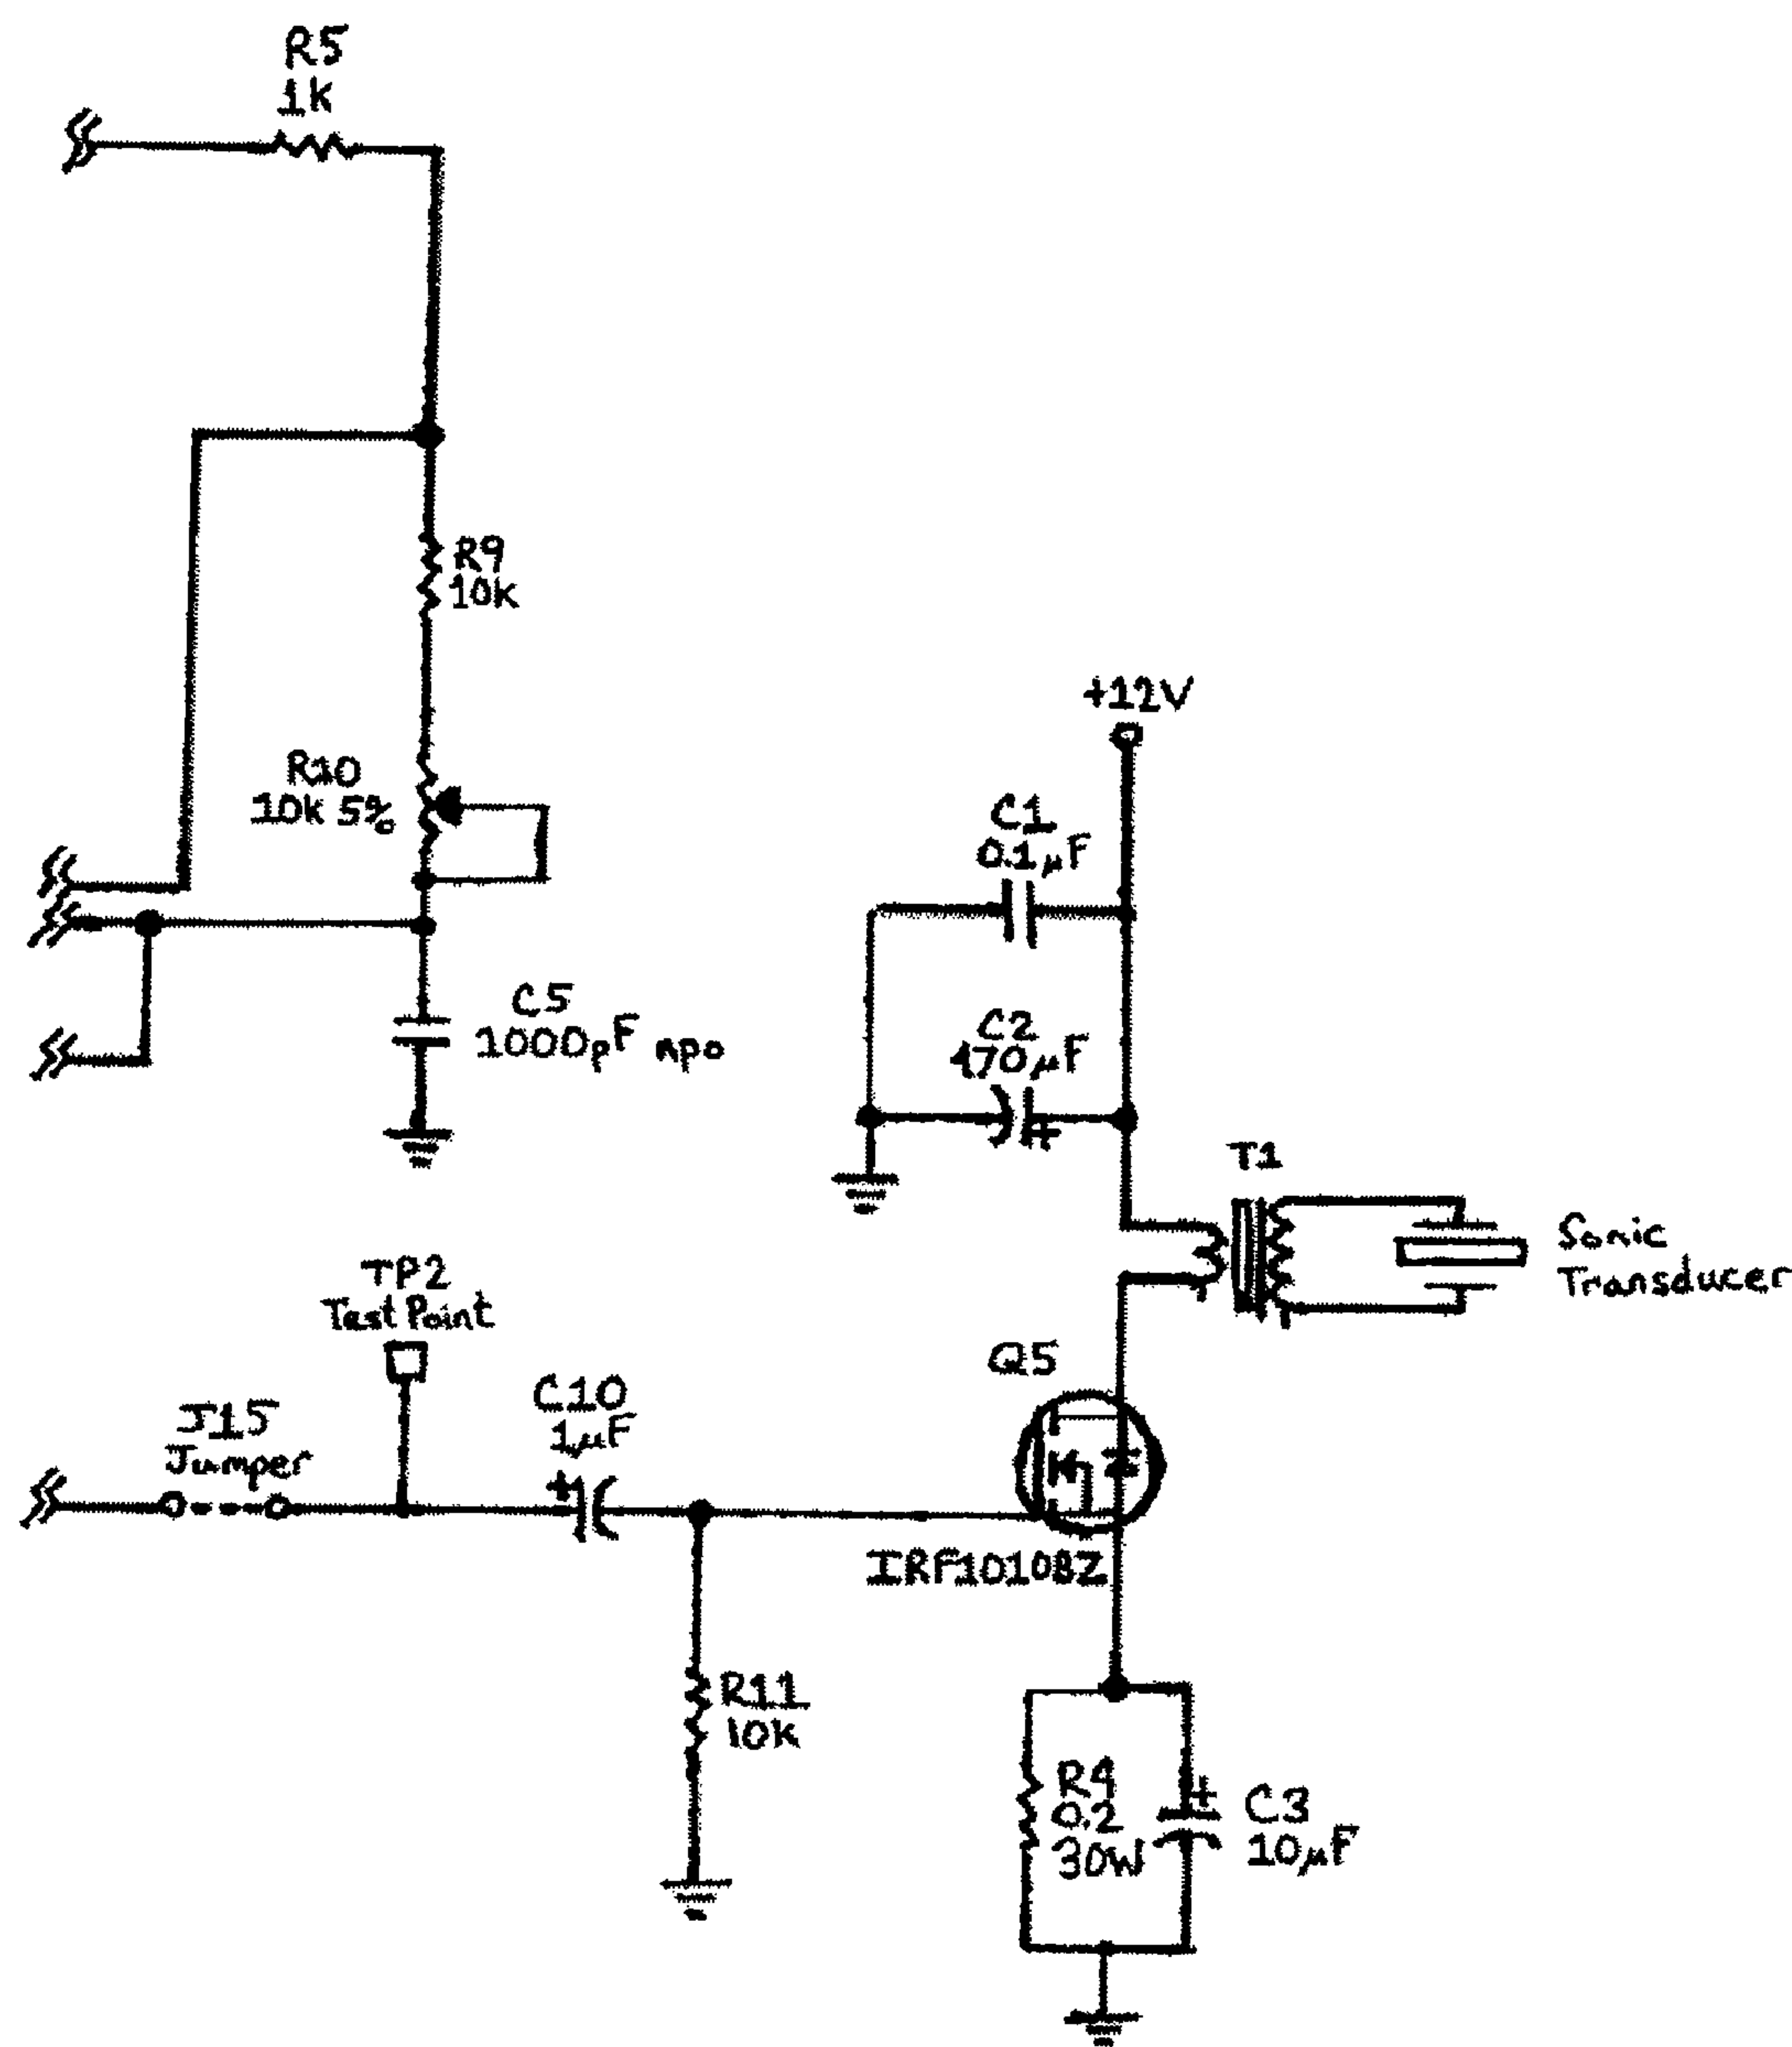 R5
1k
R9
10k
R10
10k 5%
+12V
C1
0.1µF
C2
470µF
C5
1000pF npo
T1
Sonic
Transducer
TP2
Test Point
Q5
C10
1µF
J15
Jumper
IRF1010BZ
R11
10k
R4
0.2
30W
C3
10µF